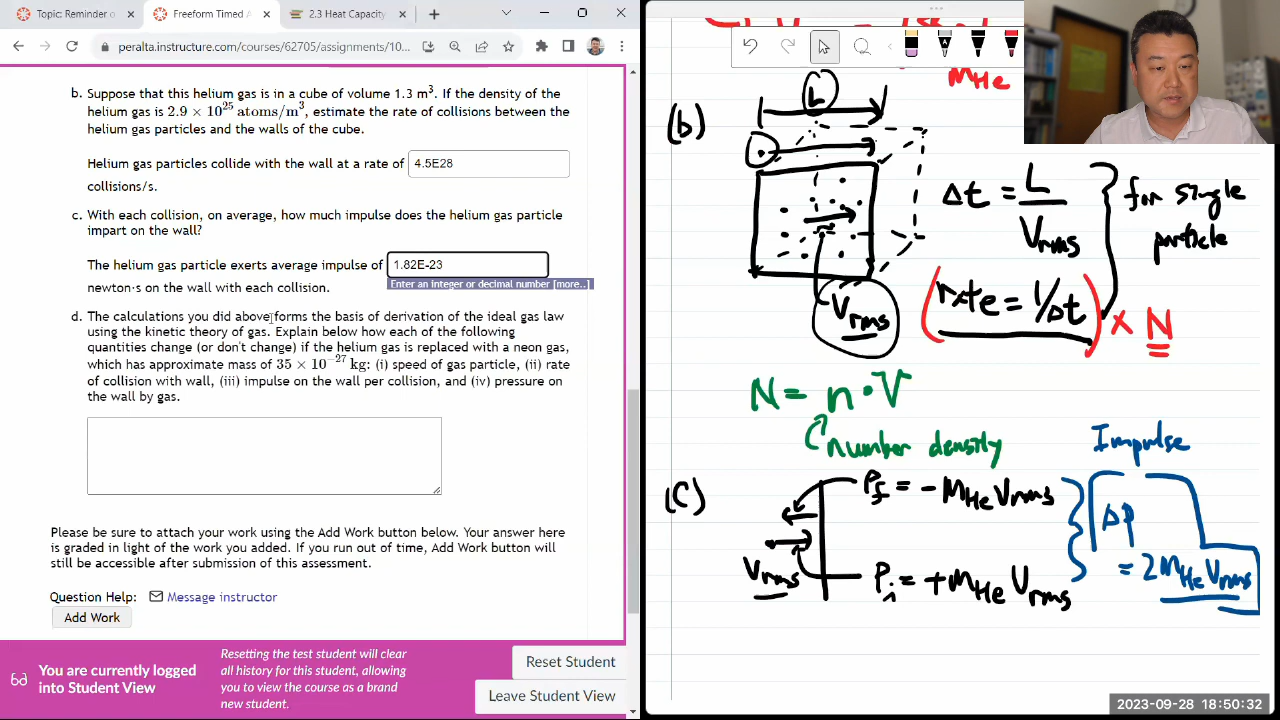 Topic: Reminder o
Freeform Timed A
2.3 Heat Capacit
peralta.instructure.com/courses/62705/assignments/10...
b. Suppose that this helium gas is in a cube of volume 1.3 m³. If the density of the
helium gas is 2.9 × 10²⁵ atoms/m³, estimate the rate of collisions between the
helium gas particles and the walls of the cube.
Helium gas particles collide with the wall at a rate of 4.5E28
collisions/s.
c. With each collision, on average, how much impulse does the helium gas particle
impart on the wall?
The helium gas particle exerts average impulse of 1.82E-23
Enter an integer or decimal number [more..]
newton·s on the wall with each collision.
d. The calculations you did above forms the basis of derivation of the ideal gas law
using the kinetic theory of gas. Explain below how each of the following
quantities change (or don't change) if the helium gas is replaced with a neon gas,
which has approximate mass of 35 × 10⁻²⁷ kg: (i) speed of gas particle, (ii) rate
of collision with wall, (iii) impulse on the wall per collision, and (iv) pressure on
the wall by gas.
Please be sure to attach your work using the Add Work button below. Your answer here
is graded in light of the work you added. If you run out of time, Add Work button will
still be accessible after submission of this assessment.
Question Help: Message instructor
Add Work
You are currently logged
into Student View
Resetting the test student will clear
all history for this student, allowing
you to view the course as a brand
new student.
Reset Student
Leave Student View
MHe
(b)
L
Vrms
Δt = L / Vrms
for single
particle
(rate = 1/Δt) × N
N = n · V
number density
(C)
Vrms
Pf = - MHe Vrms
Pi = + MHe Vrms
Impulse
ΔP
= 2 MHe Vrms
2023-09-28 18:50:32